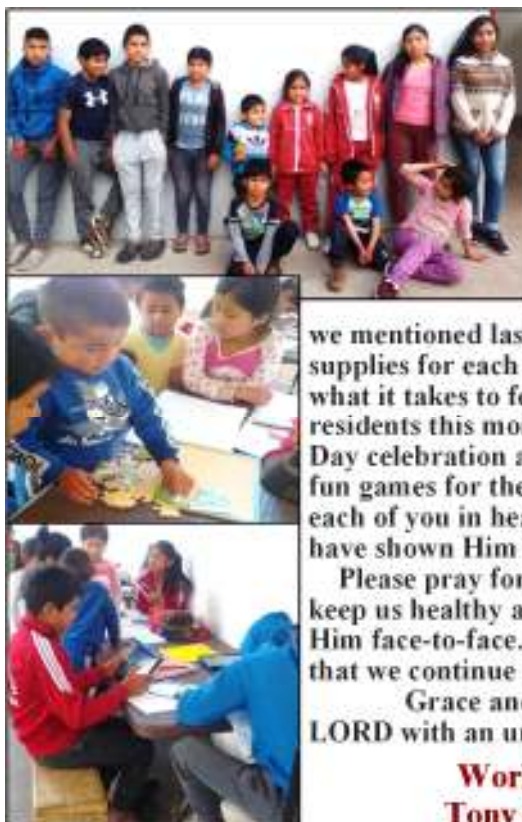 we mentioned las
supplies for each
what it takes to fe
residents this mo
Day celebration a
fun games for the
each of you in he
have shown Him
Please pray for
keep us healthy a
Him face-to-face.
that we continue
Grace an
LORD with an u
Wor
Tony